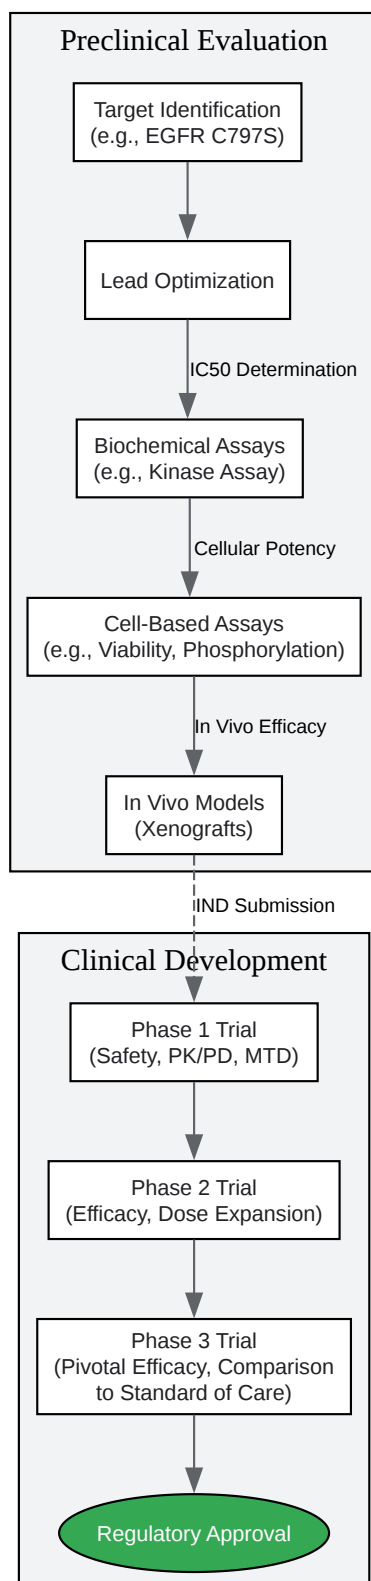 Preclinical Evaluation
Target Identification
(e.g., EGFR C797S)
Lead Optimization
IC50 Determination
Biochemical Assays
(e.g., Kinase Assay)
Cellular Potency
Cell-Based Assays
(e.g., Viability, Phosphorylation)
In Vivo Efficacy
In Vivo Models
(Xenografts)
IND Submission
Clinical Development
Phase 1 Trial
(Safety, PK/PD, MTD)
Phase 2 Trial
(Efficacy, Dose Expansion)
Phase 3 Trial
(Pivotal Efficacy, Comparison
to Standard of Care)
Regulatory Approval